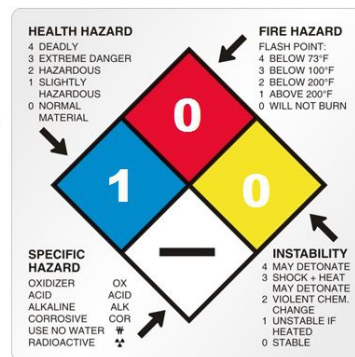 HEALTH HAZARD
4 DEADLY
3 EXTREME DANGER
2 HAZARDOUS
1 SLIGHTLY
HAZARDOUS
0 NORMAL
MATERIAL
FIRE HAZARD
FLASH POINT:
4 BELOW 73°F
3 BELOW 100°F
2 BELOW 200°F
1 ABOVE 200°F
0 WILL NOT BURN
0
1
0
—
SPECIFIC
HAZARD
OXIDIZER OX
ACID ACID
ALKALINE ALK
CORROSIVE COR
USE NO WATER W
RADIOACTIVE ☢
INSTABILITY
4 MAY DETONATE
3 SHOCK + HEAT
MAY DETONATE
2 VIOLENT CHEM.
CHANGE
1 UNSTABLE IF
HEATED
0 STABLE